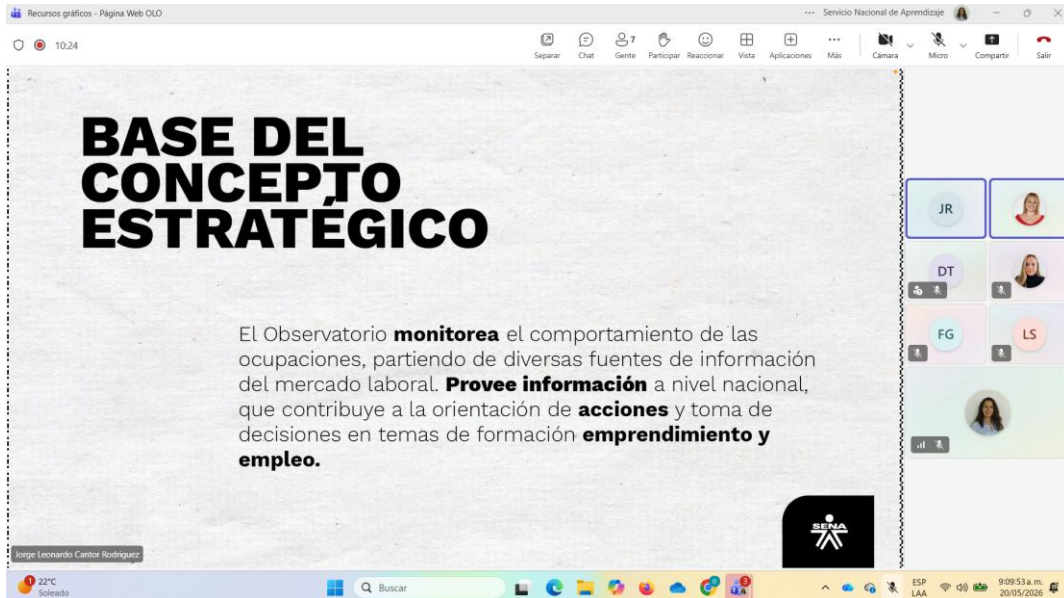 Recursos gráficos - Página Web OLO
Servicio Nacional de Aprendizaje
10:24
Separar
Chat
7
Gente
Participar
Reaccionar
Vista
Aplicaciones
Más
Cámara
Micro
Compartir
Salir
BASE DEL
CONCEPTO
ESTRATÉGICO
El Observatorio monitorea el comportamiento de las
ocupaciones, partiendo de diversas fuentes de información
del mercado laboral. Provee información a nivel nacional,
que contribuye a la orientación de acciones y toma de
decisiones en temas de formación emprendimiento y
empleo.
SENA
Jorge Leonardo Cantor Rodriguez
JR
DT
FG
LS
1
22°C
Soleado
Buscar
3
ESP
LAA
9:09:53 a. m.
20/05/2026